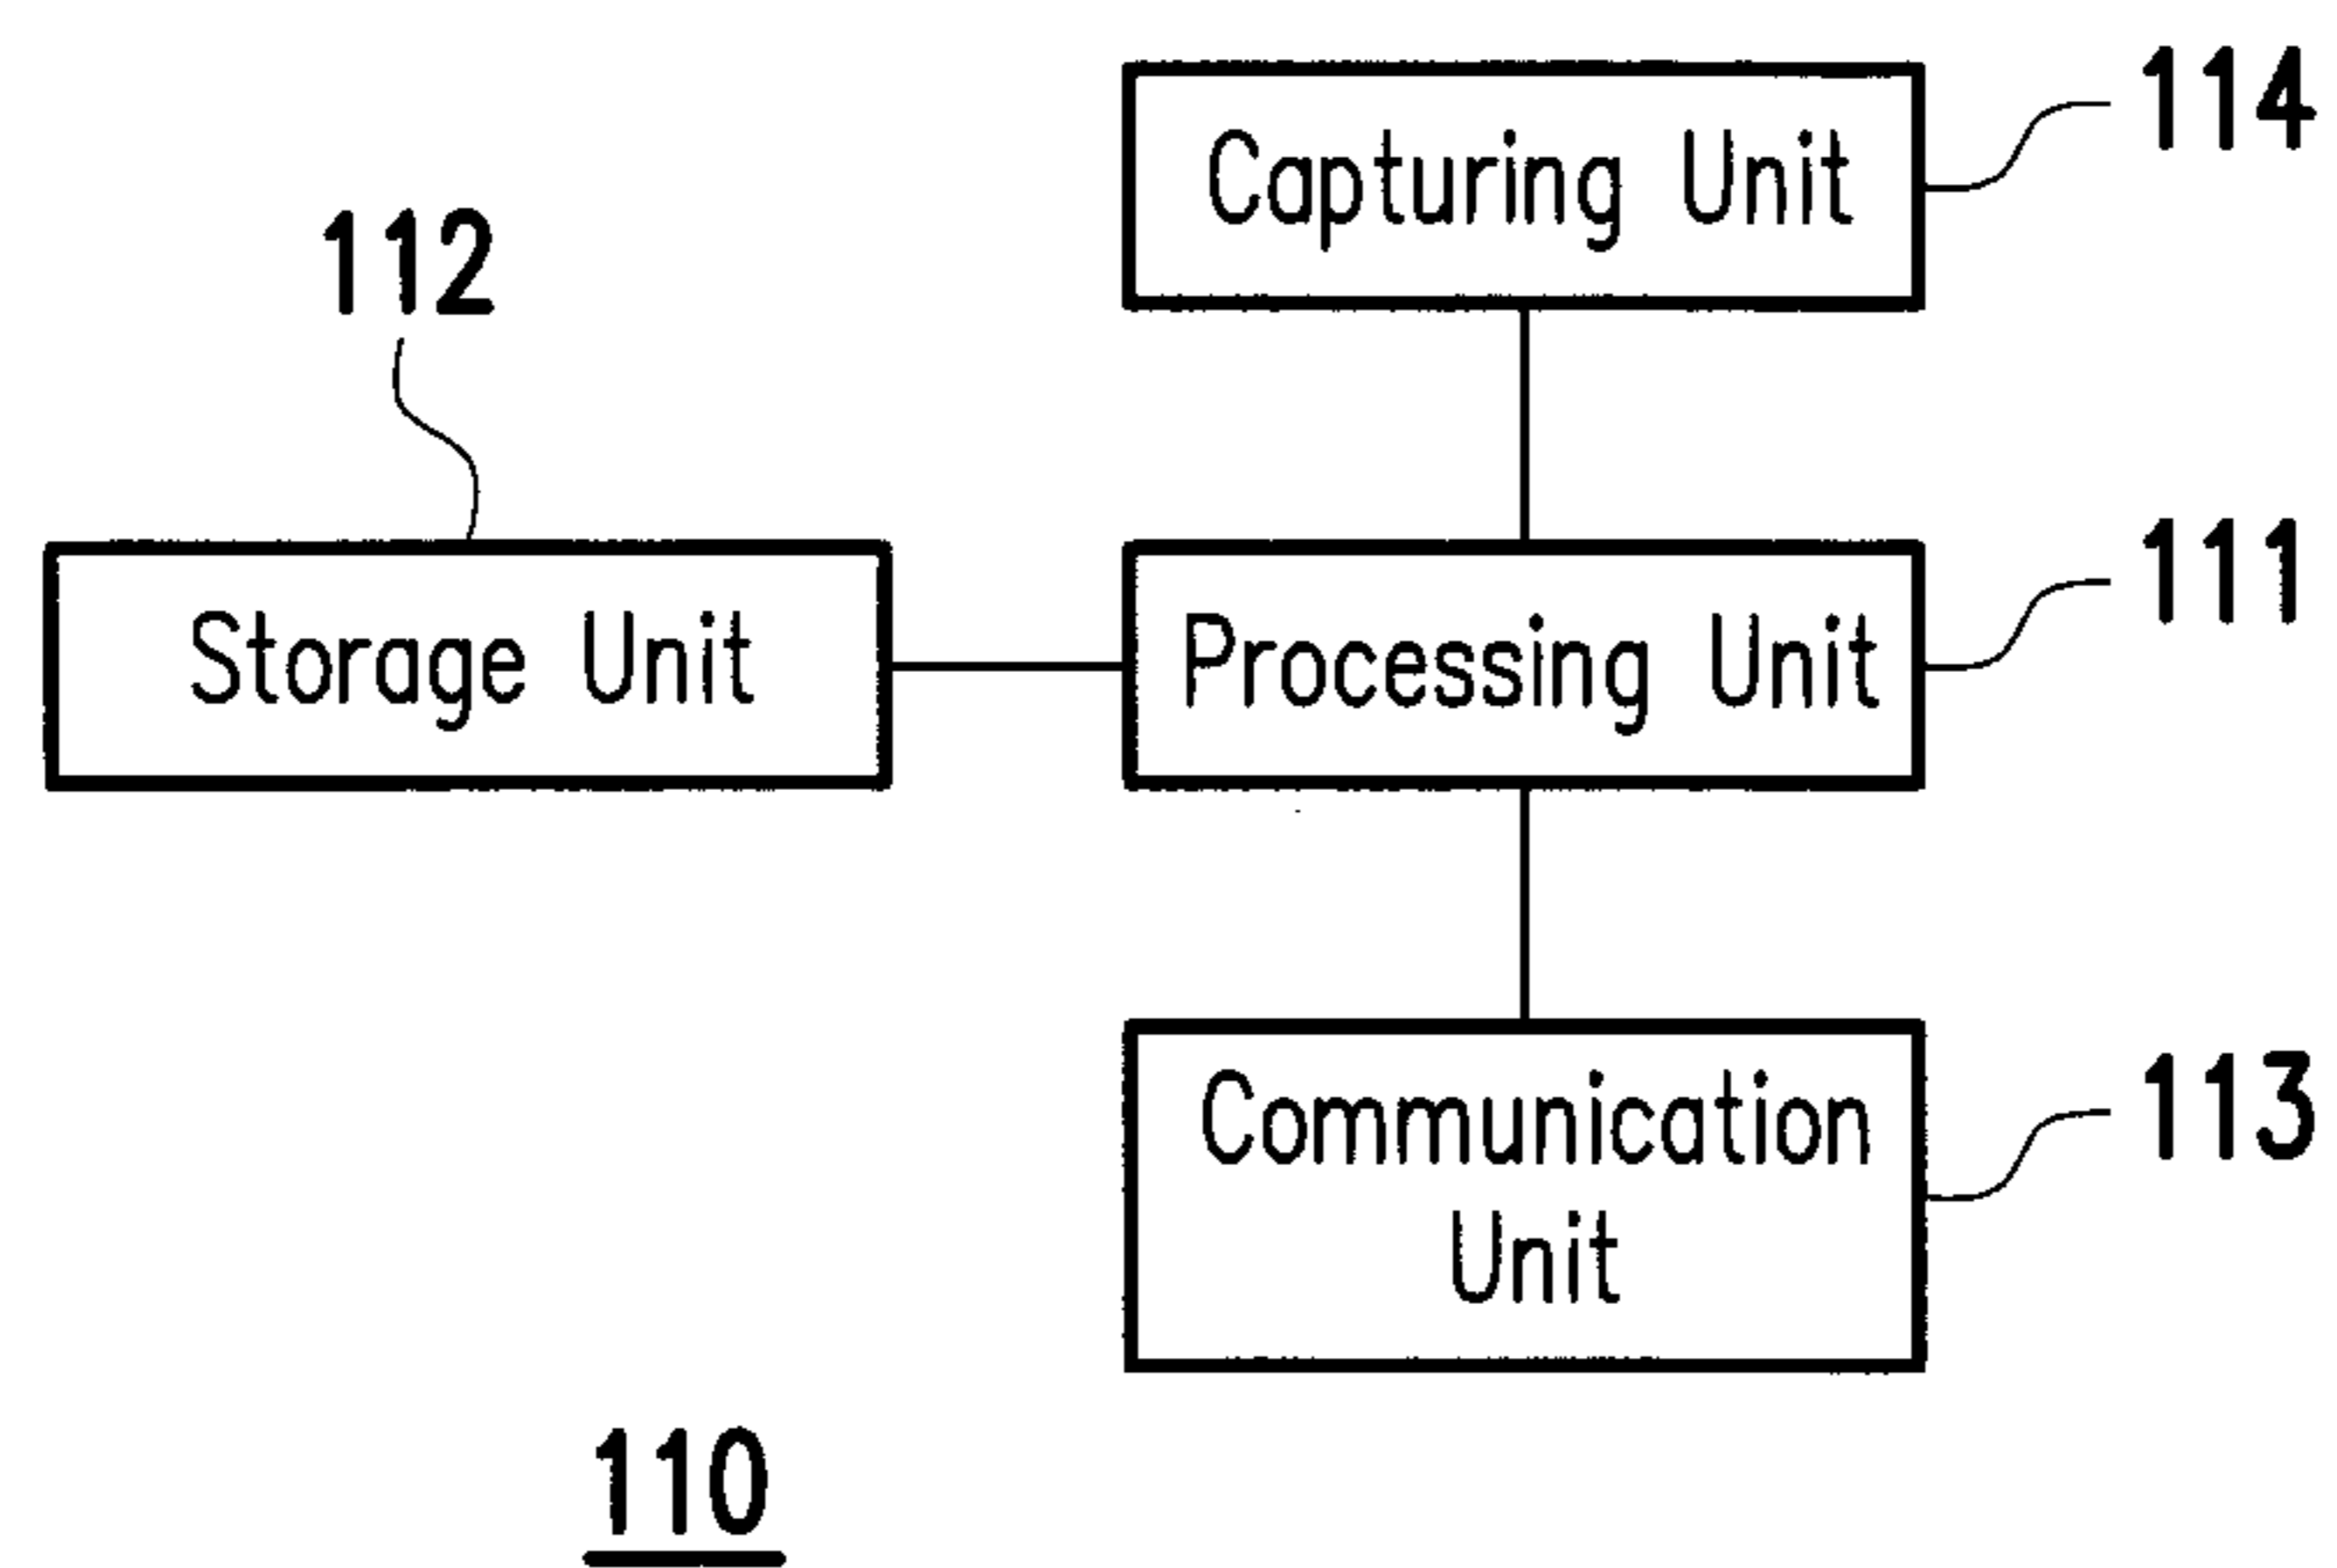 Capturing Unit
114
112
Storage Unit
Processing Unit
111
Communication
Unit
113
110